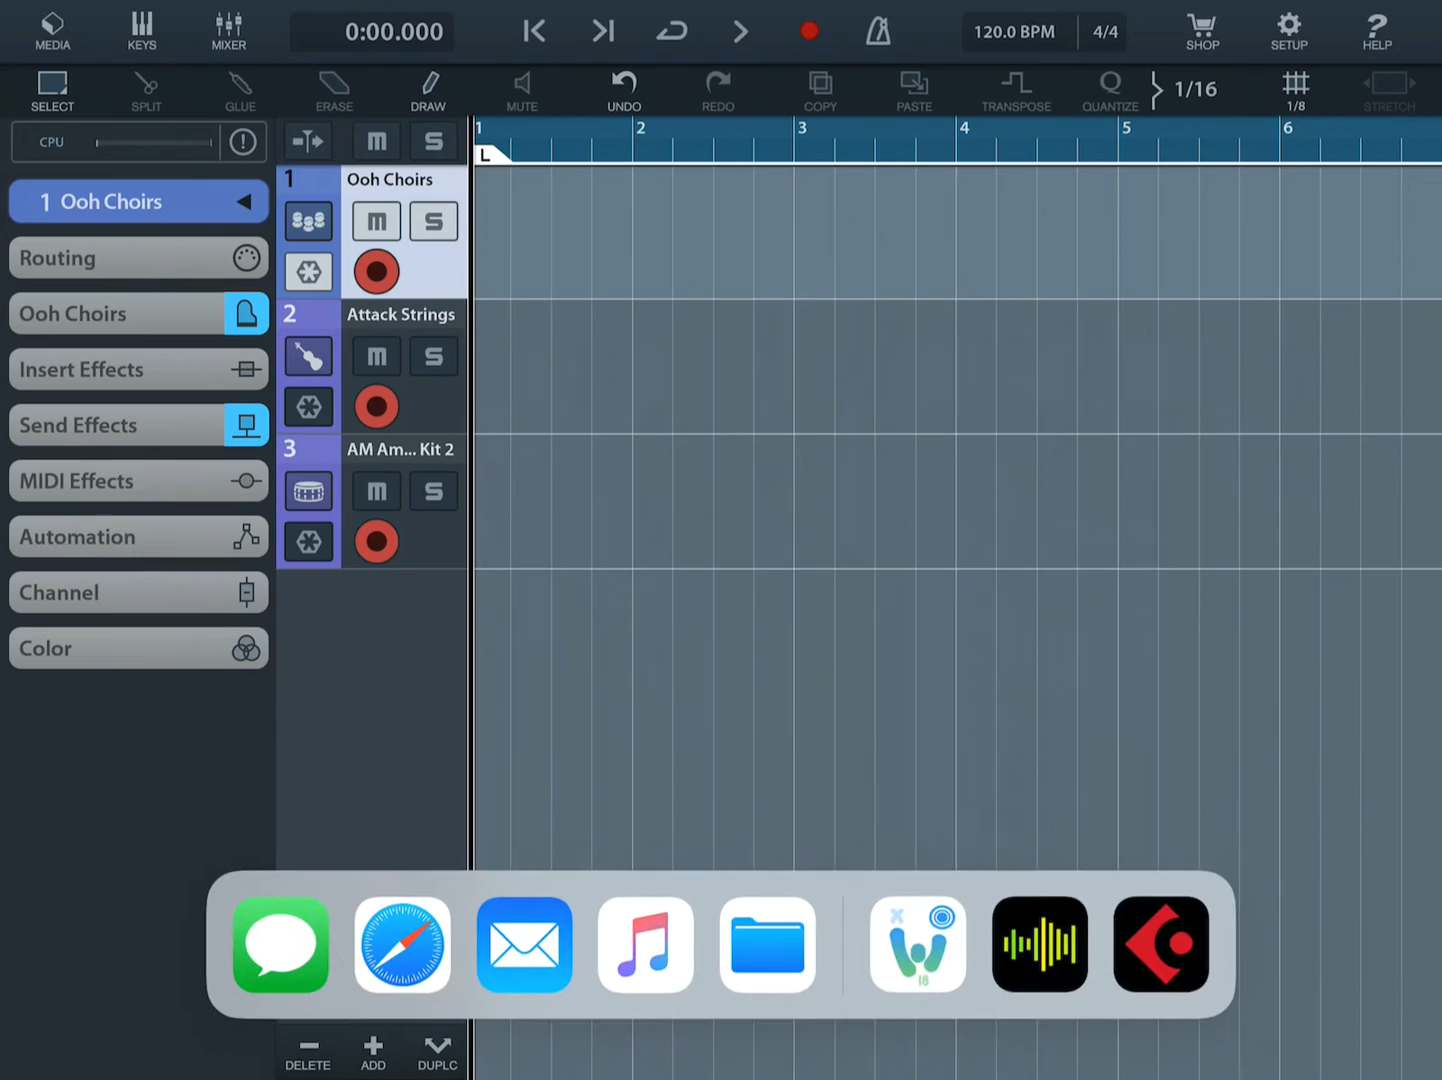 MEDIA
KEYS
MIXER
0:00.000
120.0 BPM
4/4
SHOP
SETUP
HELP
SELECT
SPLIT
GLUE
ERASE
DRAW
MUTE
UNDO
REDO
COPY
PASTE
TRANSPOSE
QUANTIZE
1/16
1/8
STRETCH
CPU
M
S
1
2
3
4
5
6
L
1 Ooh Choirs
Routing
Ooh Choirs
Insert Effects
Send Effects
MIDI Effects
Automation
Channel
Color
1
Ooh Choirs
M
S
2
Attack Strings
M
S
3
AM Am... Kit 2
M
S
X
18
DELETE
ADD
DUPLC